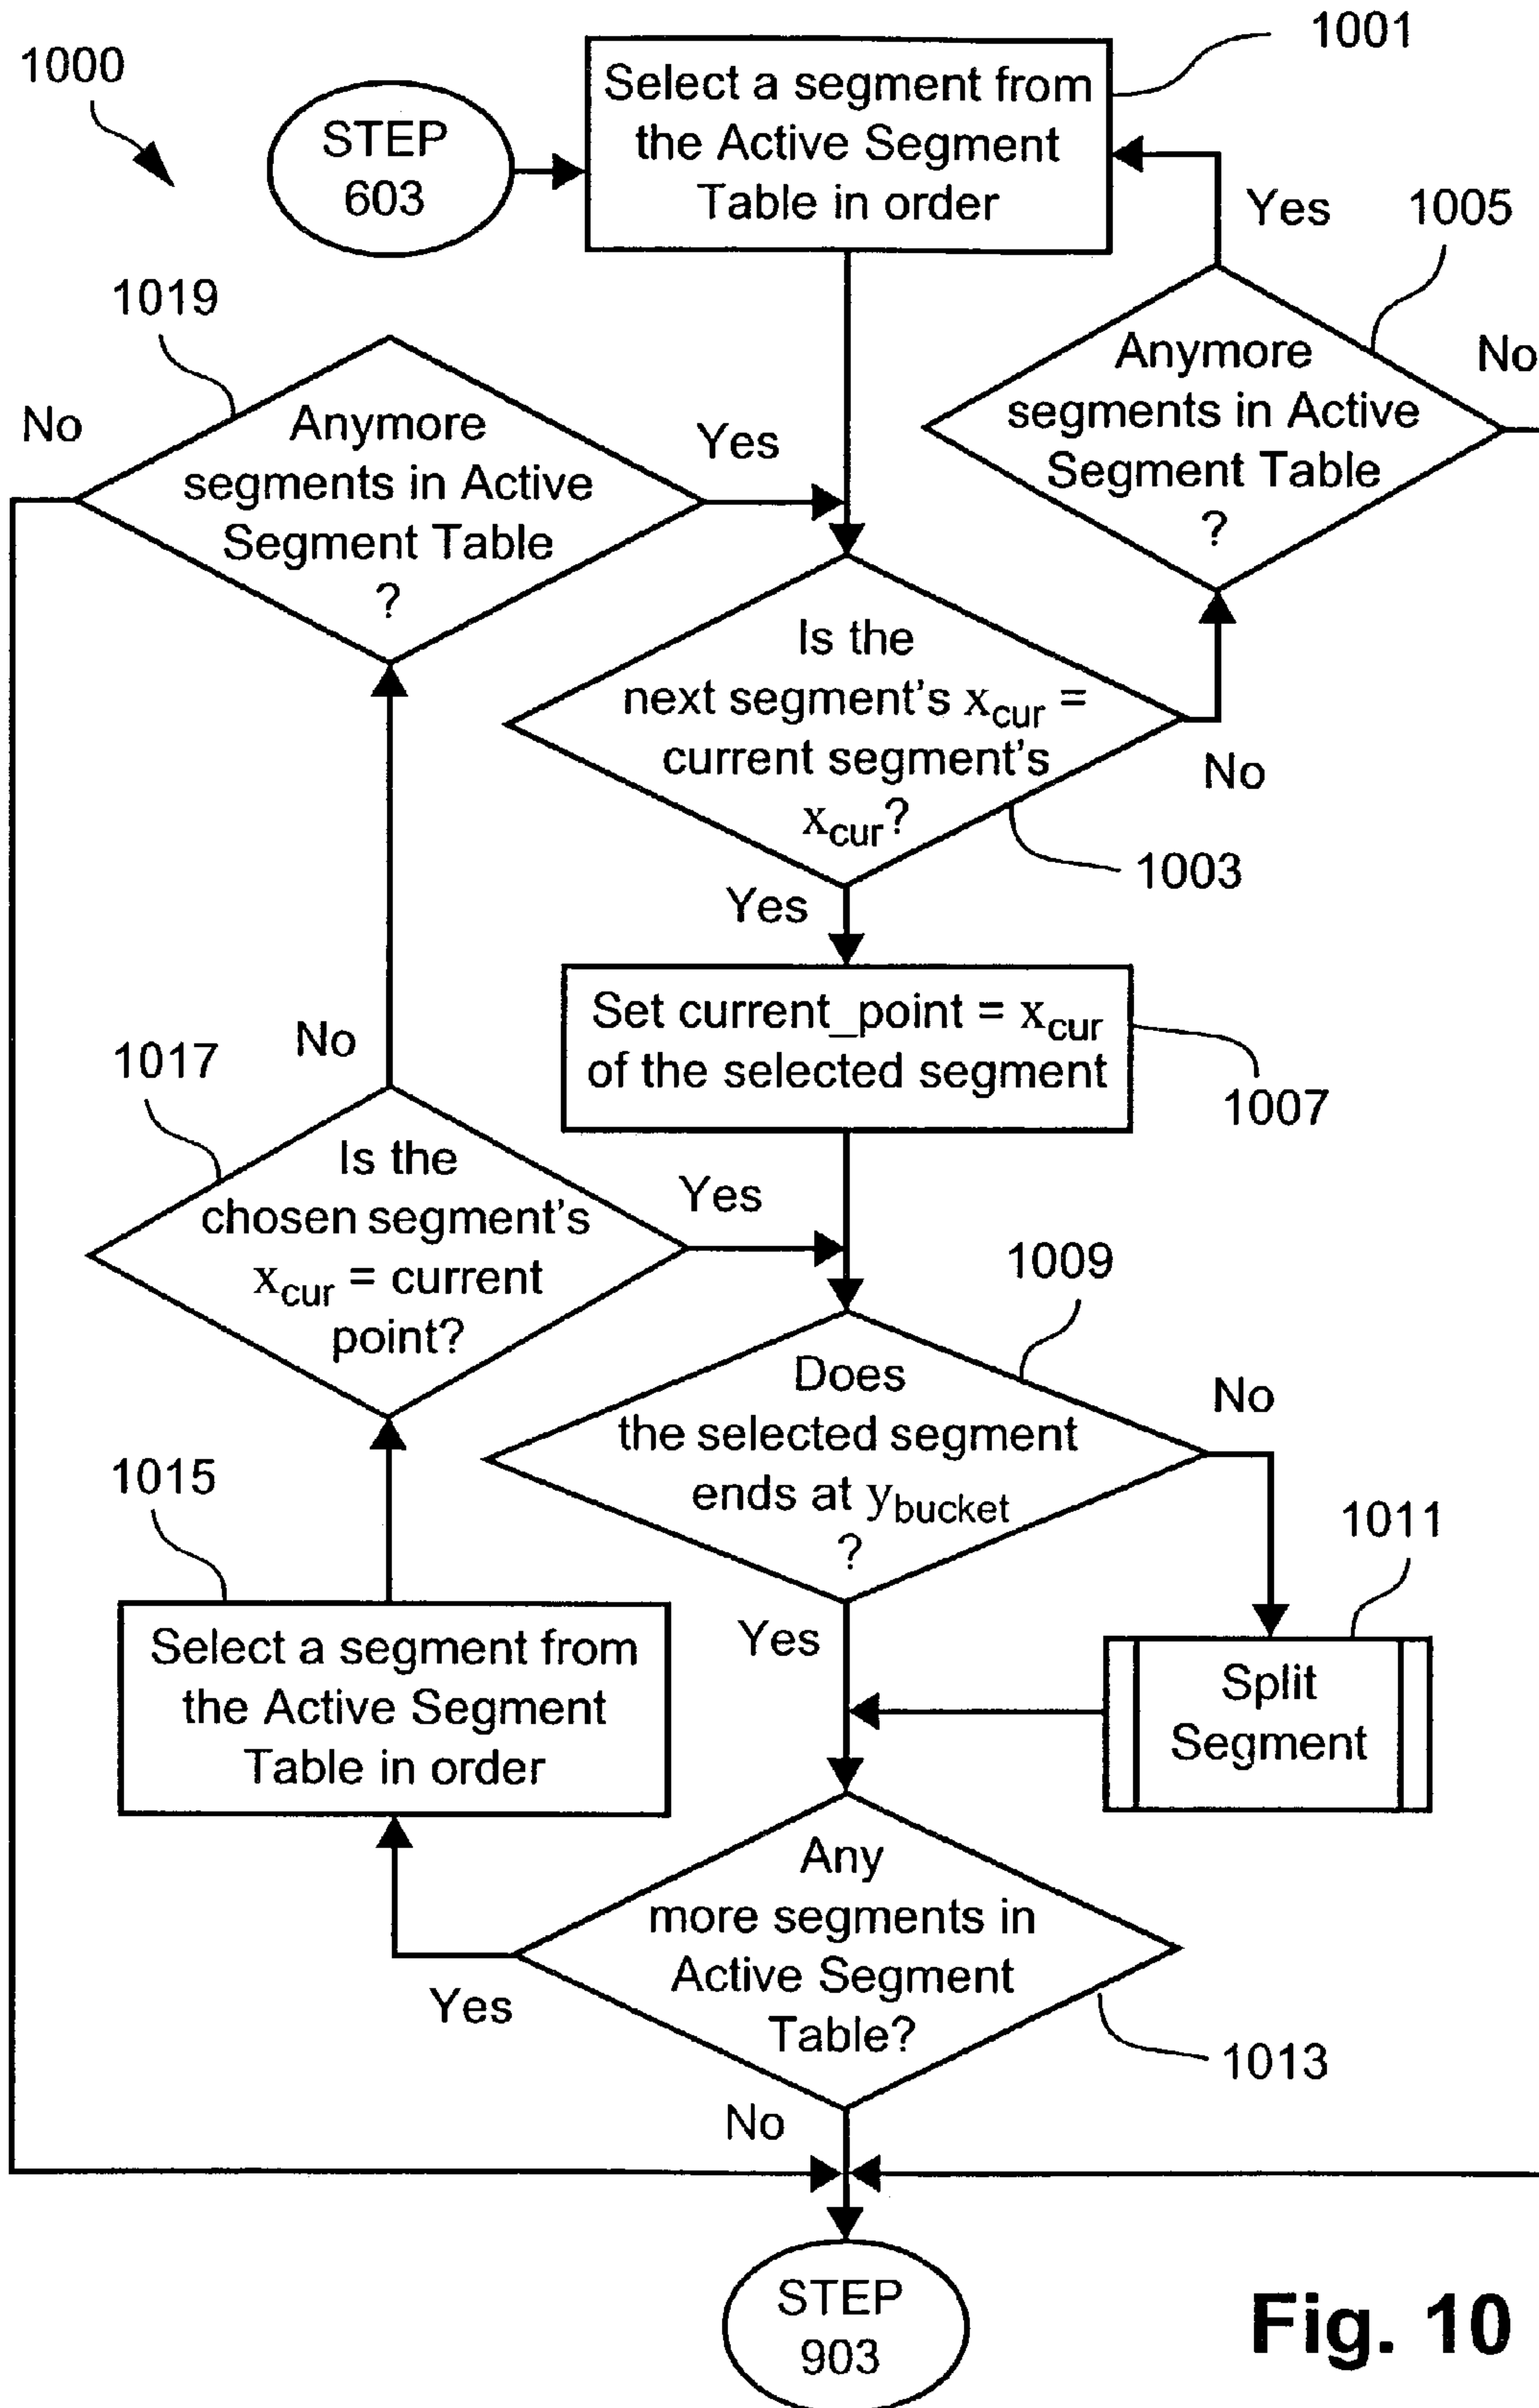 1000
1001
STEP
603
Select a segment from
the Active Segment
Table in order
Yes
1005
1019
Anymore
segments in Active
Segment Table
?
No
No
Anymore
segments in Active
Segment Table
?
Yes
Is the
next segment's xcur =
current segment's
xcur?
No
1003
Yes
Set current_point = xcur
of the selected segment
1007
No
1017
Is the
chosen segment's
xcur = current
point?
Yes
1009
Does
the selected segment
ends at ybucket
?
No
1015
1011
Select a segment from
the Active Segment
Table in order
Yes
Split
Segment
Any
more segments in
Active Segment
Table?
Yes
1013
No
STEP
903
Fig. 10